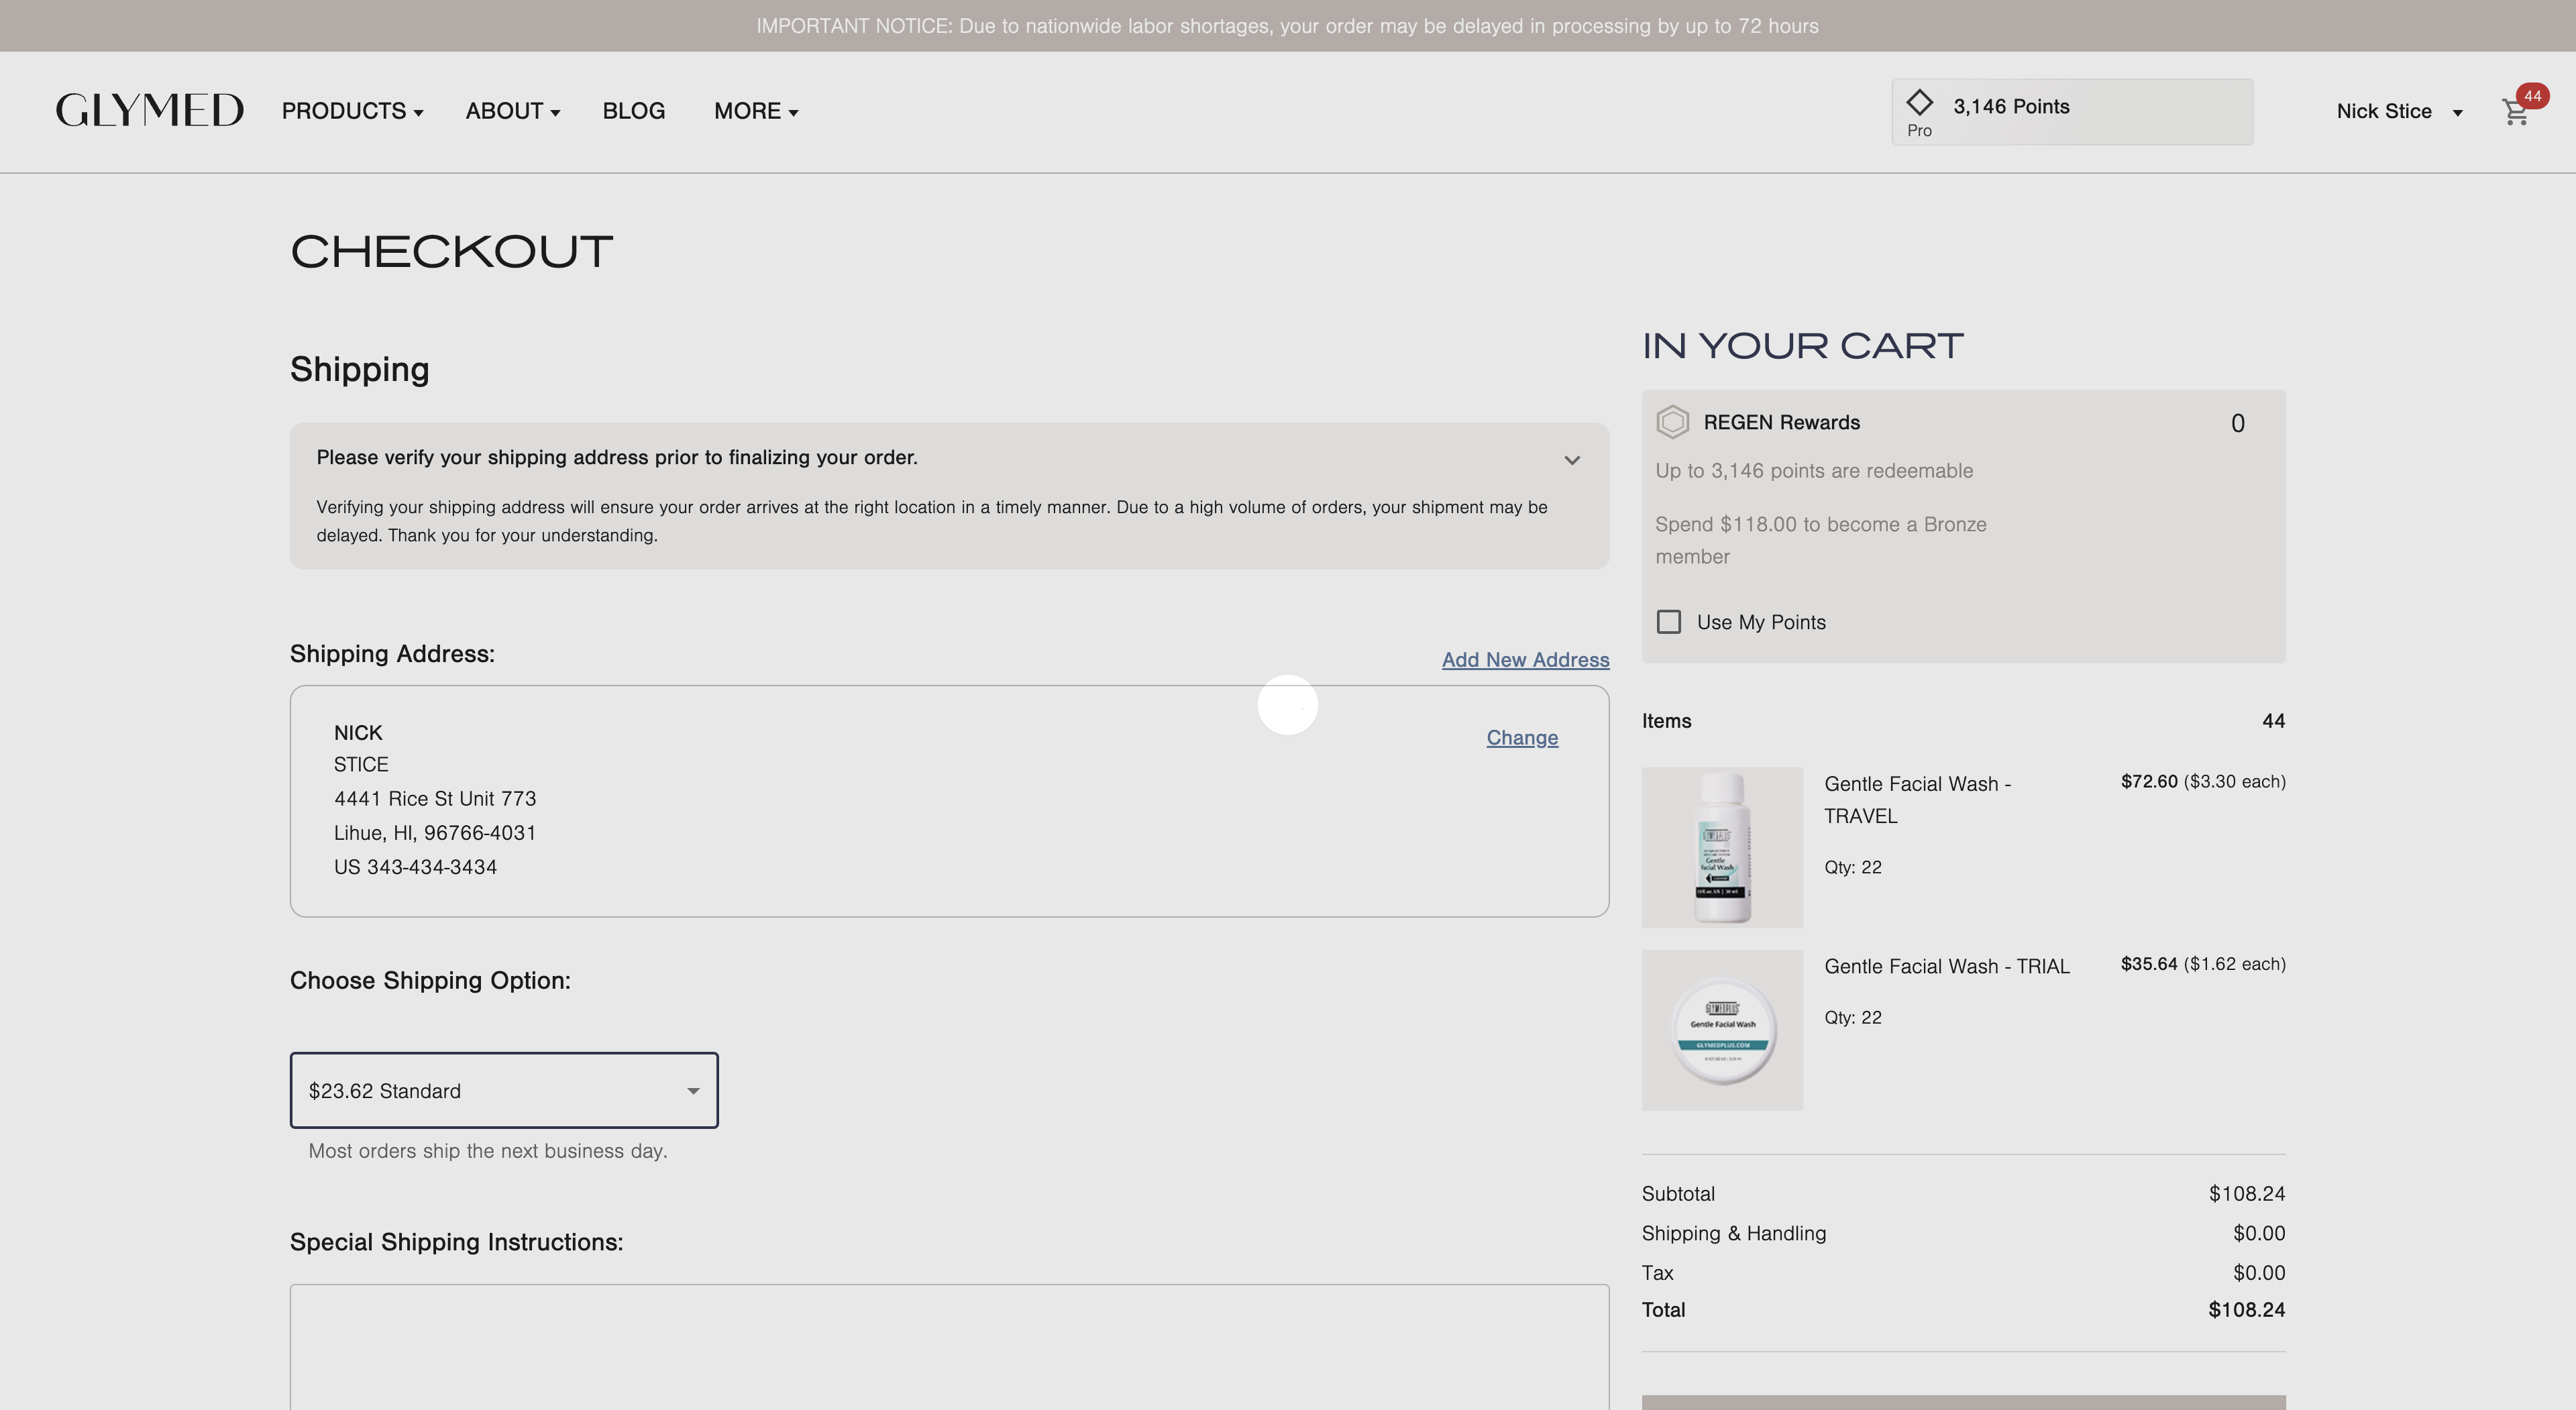 IMPORTANT NOTICE: Due to nationwide labor shortages, your order may be delayed in processing by up to 72 hours
GLYMED
PRODUCTS
ABOUT
BLOG
MORE
3,146 Points
Pro
Nick Stice
44
CHECKOUT
Shipping
Please verify your shipping address prior to finalizing your order.
Verifying your shipping address will ensure your order arrives at the right location in a timely manner. Due to a high volume of orders, your shipment may be
delayed. Thank you for your understanding.
Shipping Address:
Add New Address
NICK
Change
STICE
4441 Rice St Unit 773
Lihue, HI, 96766-4031
US 343-434-3434
Choose Shipping Option:
$23.62 Standard
Most orders ship the next business day.
Special Shipping Instructions:
IN YOUR CART
REGEN Rewards
0
Up to 3,146 points are redeemable
Spend $118.00 to become a Bronze
member
Use My Points
Items
44
Gentle
Facial Wash
Gentle Facial Wash -
TRAVEL
$72.60 ($3.30 each)
Qty: 22
GLYMEDPLUS
Gentle Facial Wash
GLYMEDPLUS.COM
Gentle Facial Wash - TRIAL
$35.64 ($1.62 each)
Qty: 22
Subtotal
$108.24
Shipping & Handling
$0.00
Tax
$0.00
Total
$108.24